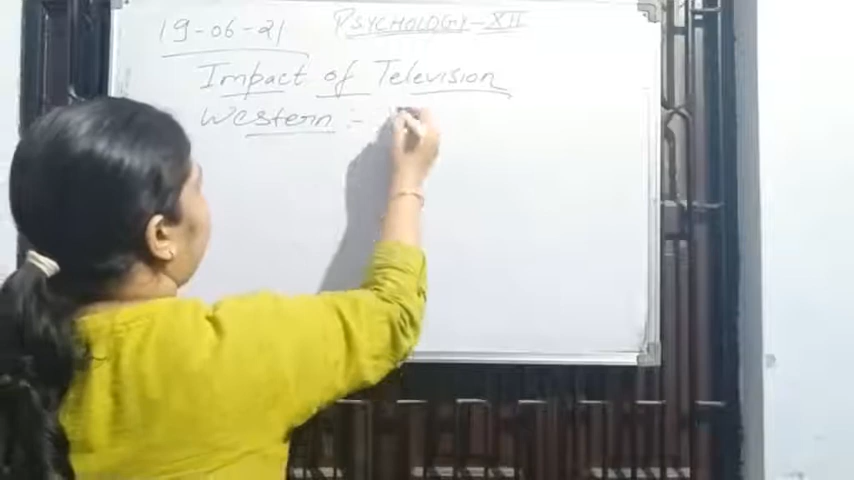 19-06-21 PSYCHOLOGY-XII
Impact of Television
Western :-